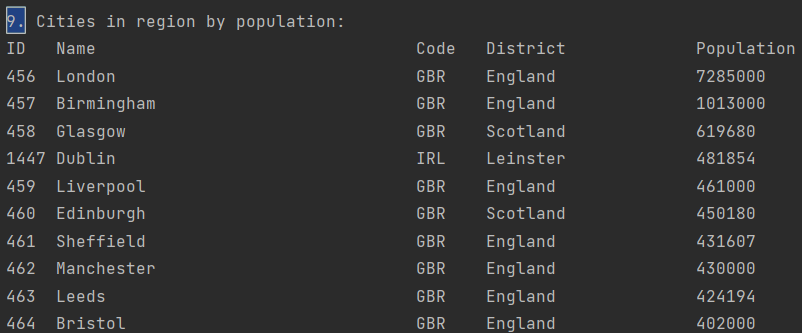 9. Cities in region by population:
ID Name Code District Population
456 London GBR England 7285000
457 Birmingham GBR England 1013000
458 Glasgow GBR Scotland 619680
1447 Dublin IRL Leinster 481854
459 Liverpool GBR England 461000
460 Edinburgh GBR Scotland 450180
461 Sheffield GBR England 431607
462 Manchester GBR England 430000
463 Leeds GBR England 424194
464 Bristol GBR England 402000